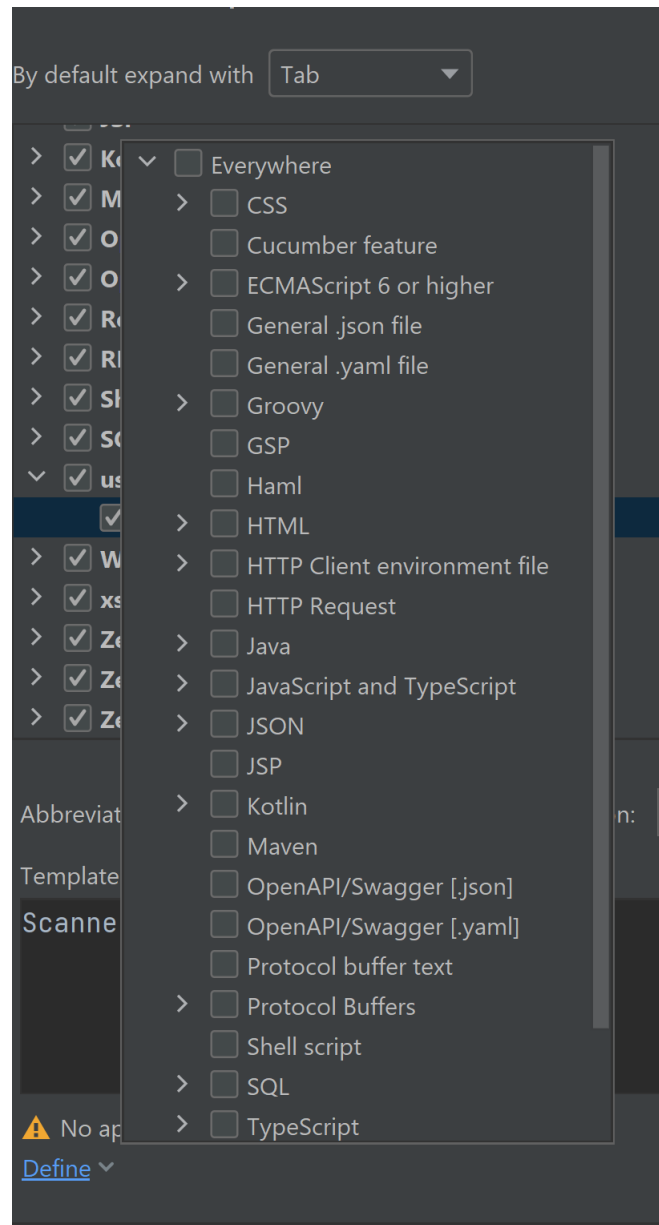 By default expand with Tab
Everywhere
CSS
Cucumber feature
ECMAScript 6 or higher
General .json file
General .yaml file
Groovy
GSP
Haml
HTML
HTTP Client environment file
HTTP Request
Java
JavaScript and TypeScript
JSON
JSP
Kotlin
Maven
OpenAPI/Swagger [.json]
OpenAPI/Swagger [.yaml]
Protocol buffer text
Protocol Buffers
Shell script
SQL
TypeScript
Abbreviat
n:
Template
Scanne
No ap
Define